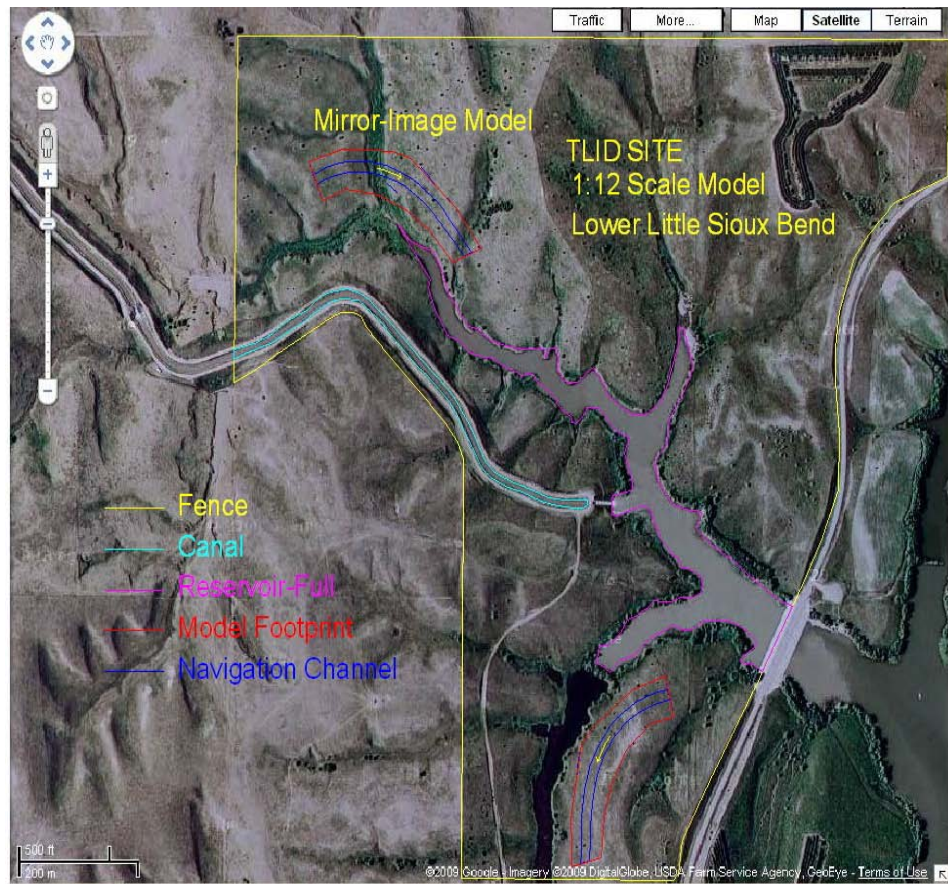 Traffic
More...
Map
Satellite
Terrain
Mirror-Image Model
TLID SITE
1:12 Scale Model
Lower Little Sioux Bend
Fence
Canal
Reservoir-Full
Model Footprint
Navigation Channel
500 ft
200 m
©2009 Google - Imagery ©2009 DigitalGlobe, USDA Farm Service Agency, GeoEye - Terms of Use